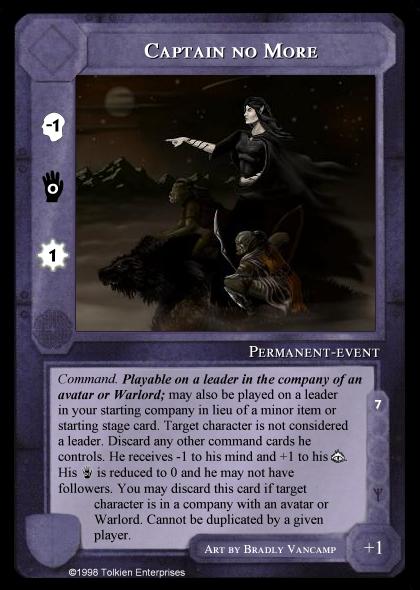 CAPTAIN NO MORE
-1
0
1
PERMANENT-EVENT
Command. Playable on a leader in the company of an
avatar or Warlord; may also be played on a leader
in your starting company in lieu of a minor item or
starting stage card. Target character is not considered
a leader. Discard any other command cards he
controls. He receives -1 to his mind and +1 to his
His is reduced to 0 and he may not have
followers. You may discard this card if target
character is in a company with an avatar or
Warlord. Cannot be duplicated by a given
player.
7
ART BY BRADLY VANCAMP
+1
©1998 Tolkien Enterprises